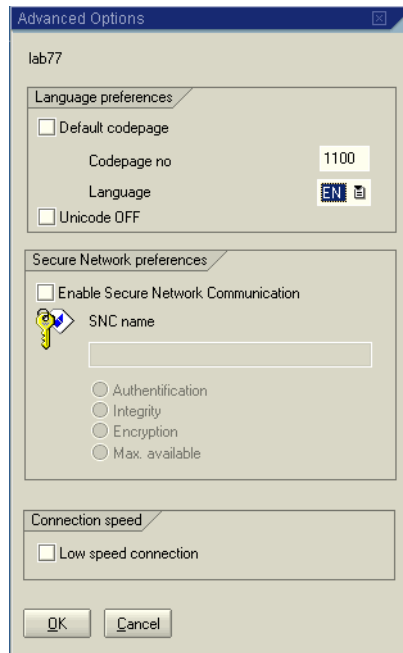 Advanced Options
lab77
Language preferences
Default codepage
Codepage no 1100
Language EN
Unicode OFF
Secure Network preferences
Enable Secure Network Communication
SNC name
Authentification
Integrity
Encryption
Max. available
Connection speed
Low speed connection
OK Cancel